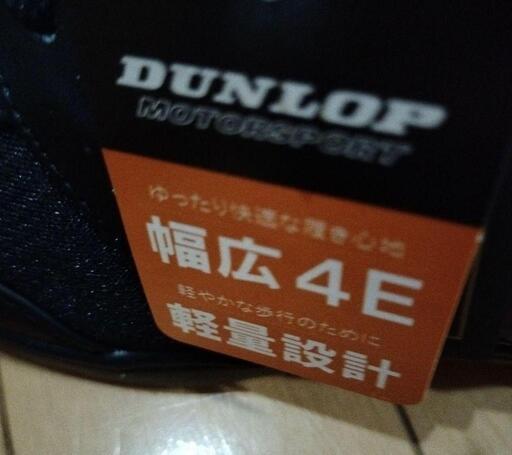 DUNLOP
MOTORSPORT
ゆったり快適な履き心地
幅広4E
軽やかな歩行のために
軽量設計